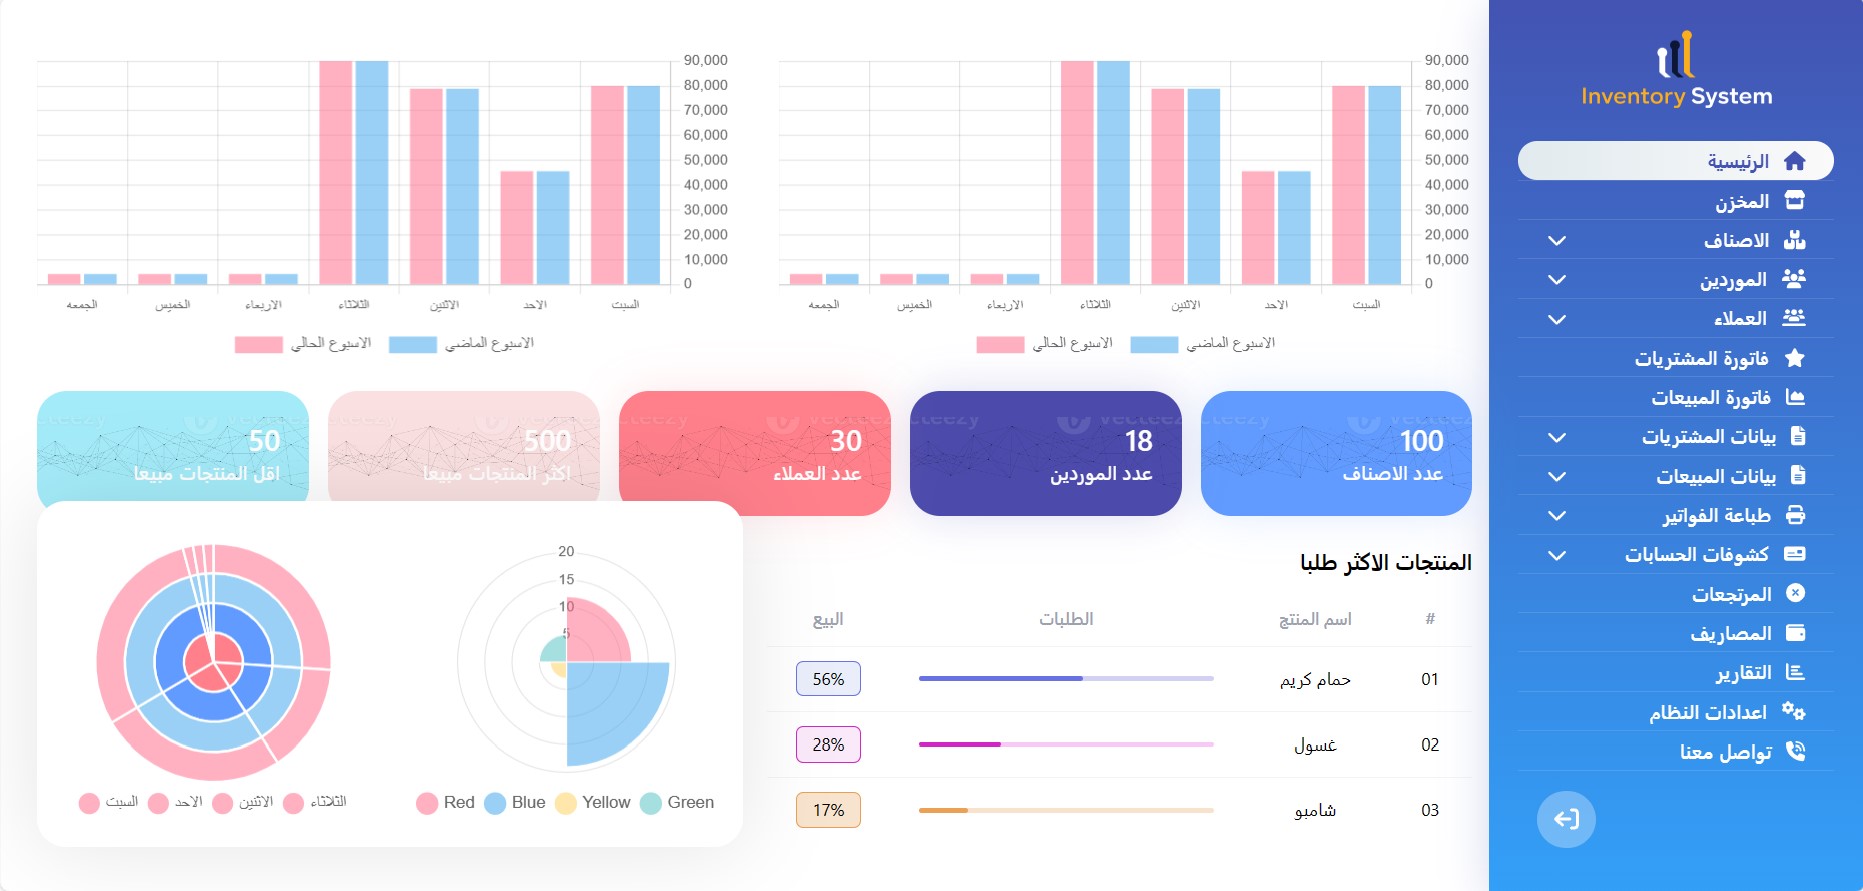 Inventory System
الرئيسية
المخزن
الاصناف
الموردين
العملاء
فاتورة المشتريات
فاتورة المبيعات
بيانات المشتريات
بيانات المبيعات
طباعة الفواتير
كشوفات الحسابات
المرتجعات
المصاريف
التقارير
اعدادات النظام
تواصل معنا
90,000
80,000
70,000
60,000
50,000
40,000
30,000
20,000
10,000
0
السبت الاحد الاثنين الثلاثاء الاربعاء الخميس الجمعه
الاسبوع الماضي الاسبوع الحالي
90,000
80,000
70,000
60,000
50,000
40,000
30,000
20,000
10,000
0
السبت الاحد الاثنين الثلاثاء الاربعاء الخميس الجمعه
الاسبوع الماضي الاسبوع الحالي
100
عدد الاصناف
18
عدد الموردين
30
عدد العملاء
500
اكثر المنتجات مبيعا
50
اقل المنتجات مبيعا
المنتجات الاكثر طلبا
# اسم المنتج الطلبات البيع
01 حمام كريم 56%
02 غسول 28%
03 شامبو 17%
20
15
10
5
Red Blue Yellow Green
الثلاثاء الاثنين الاحد السبت